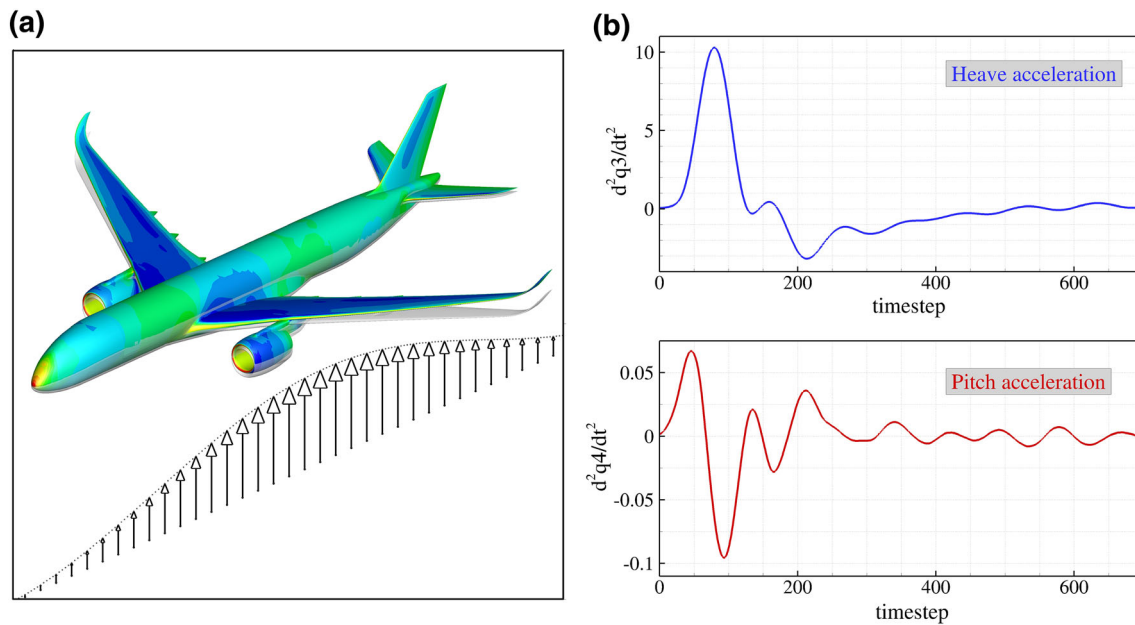 (a)
(b)
Heave acceleration
10
5
0
d²q3/dt²
0
200
400
600
timestep
Pitch acceleration
0.05
0
-0.05
-0.1
d²q4/dt²
0
200
400
600
timestep